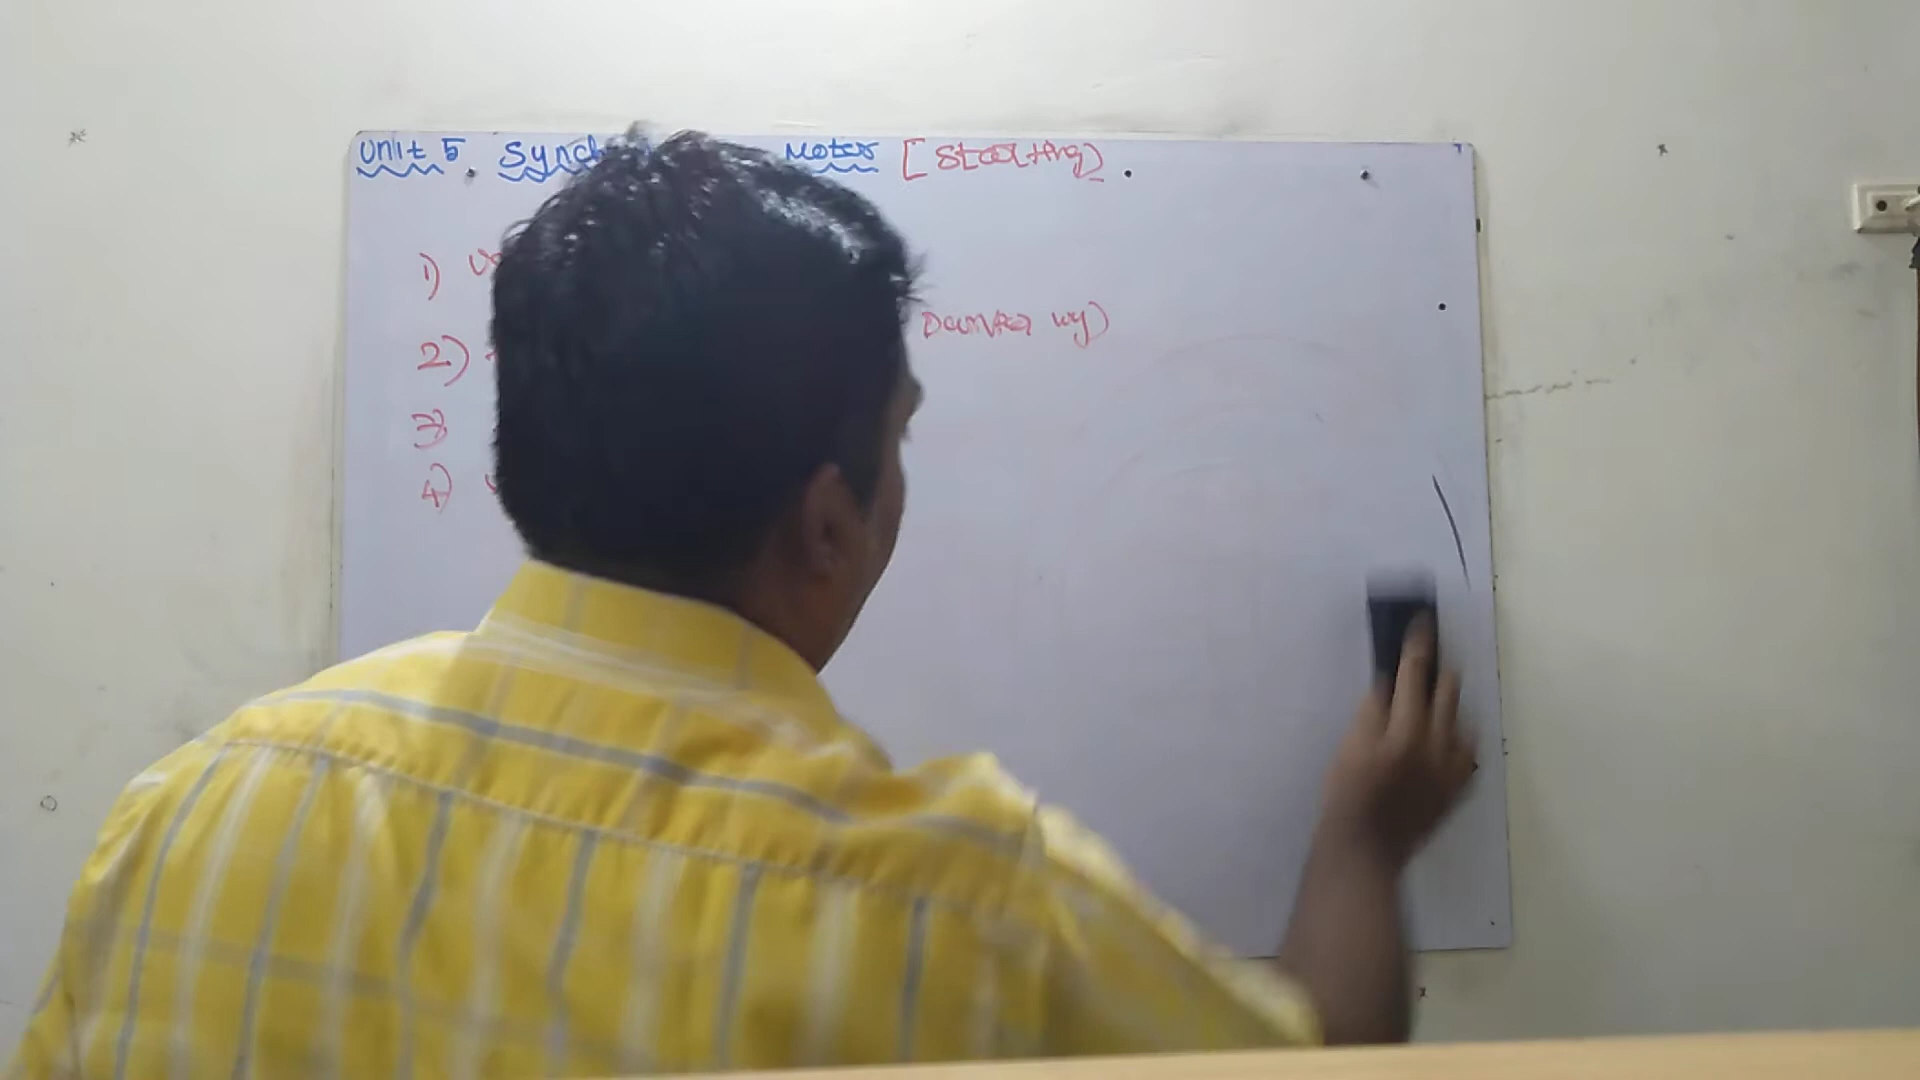 Unit 5. Synch Motor [Starting].
1)
2) Damper wg)
3)
4)